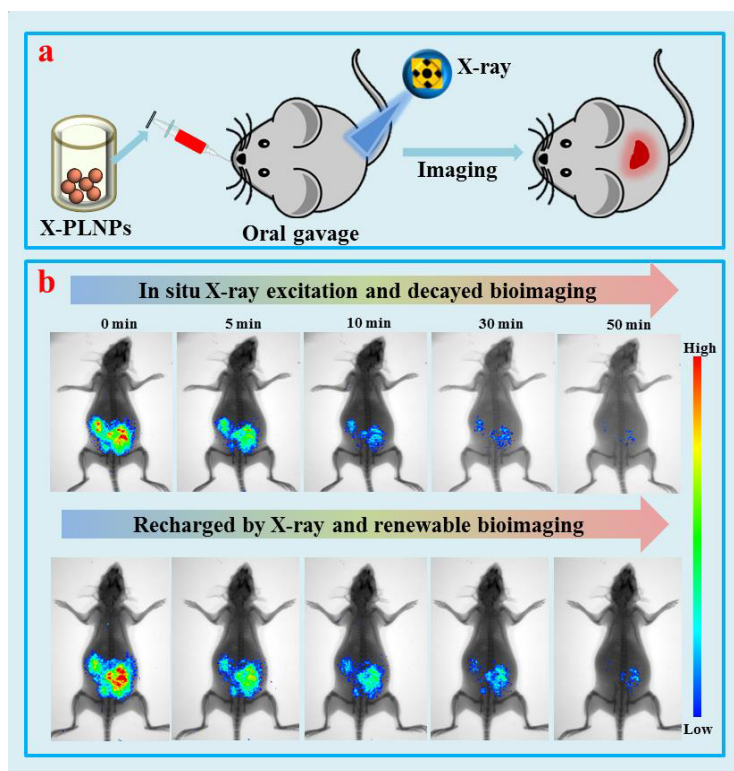 a
X-ray
X-PLNPs
Oral gavage
Imaging
b
In situ X-ray excitation and decayed bioimaging
0 min 5 min 10 min 30 min 50 min
High
Recharged by X-ray and renewable bioimaging
Low